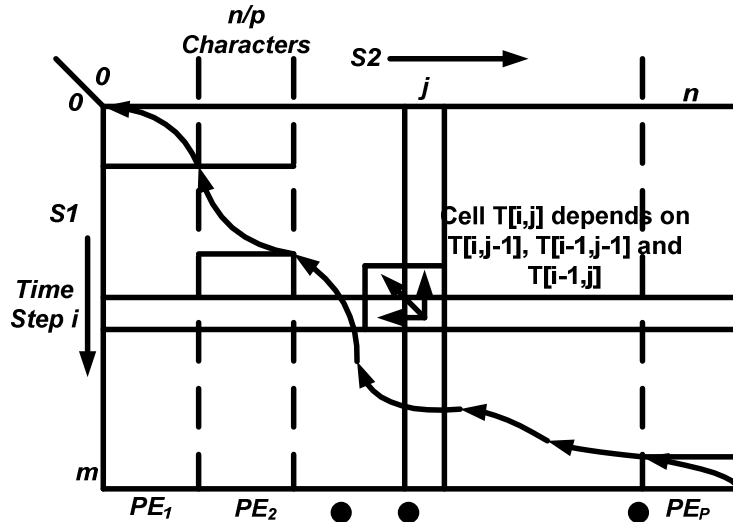 n/p
Characters
S2
0
j
n
0
S1
Cell T[i,j] depends on
T[i,j-1], T[i-1,j-1] and
T[i-1,j]
Time
Step i
m
PE1
PE2
PEP